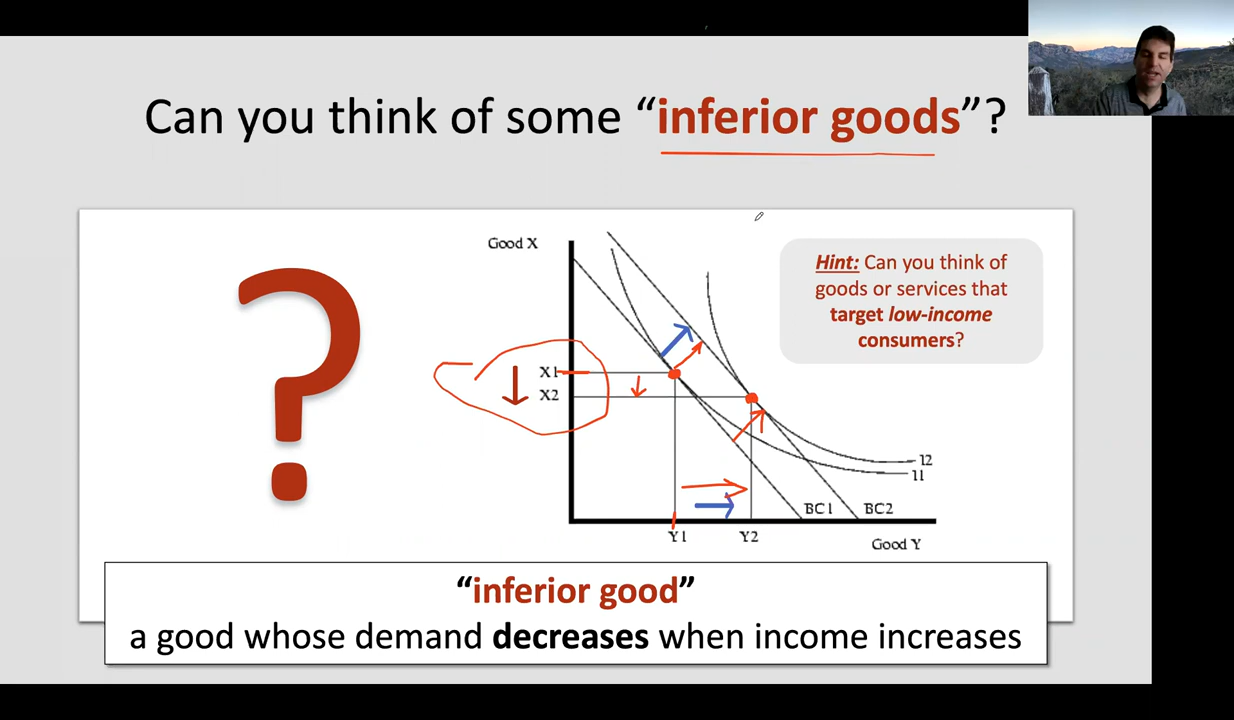 Can you think of some “inferior goods”?
?
Good X
Hint: Can you think of
goods or services that
target low-income
consumers?
X1
X2
I2
I1
BC1
BC2
Y1
Y2
Good Y
“inferior good”
a good whose demand decreases when income increases